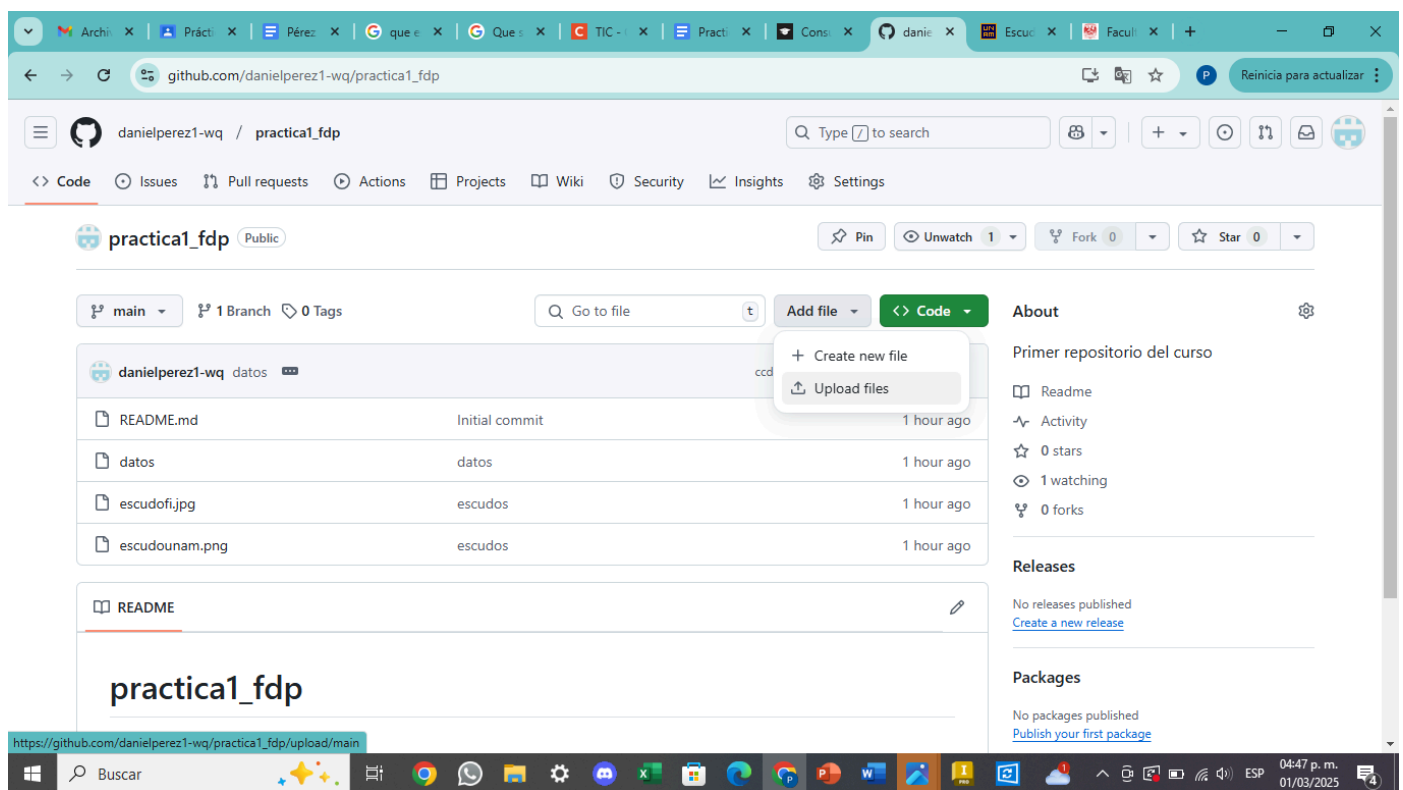 Archi Prácti Pérez que e Que s TIC - Practi Cons danie Escuc Facult
github.com/danielperez1-wq/practica1_fdp P Reinicia para actualizar
danielperez1-wq / practica1_fdp Type / to search
Code Issues Pull requests Actions Projects Wiki Security Insights Settings
practica1_fdp Public Pin Unwatch 1 Fork 0 Star 0
main 1 Branch 0 Tags Go to file t Add file Code
About
Create new file
Upload files
Primer repositorio del curso
danielperez1-wq datos ccd
Readme
README.md Initial commit 1 hour ago
Activity
datos datos 1 hour ago
0 stars
1 watching
escudofi.jpg escudos 1 hour ago
0 forks
escudounam.png escudos 1 hour ago
Releases
README
No releases published
Create a new release
practica1_fdp
Packages
No packages published
Publish your first package
https://github.com/danielperez1-wq/practica1_fdp/upload/main
Buscar ESP 04:47 p. m.
01/03/2025 4